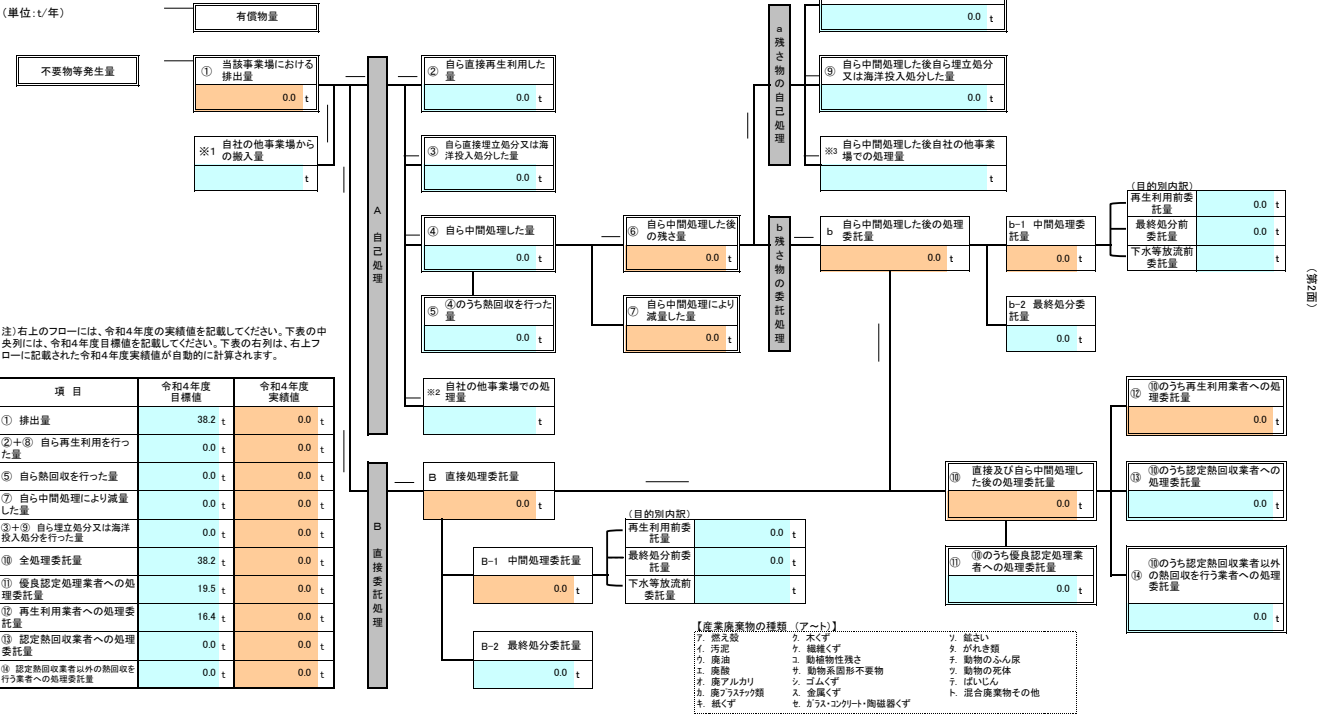 (単位:t/年)
有償物量
不要物等発生量
① 当該事業場における
排出量
0.0 t
※1 自社の他事業場から
の搬入量
t
A 自己処理
② 自ら直接再生利用した
量
0.0 t
③ 自ら直接埋立処分又は海
洋投入処分した量
0.0 t
④ 自ら中間処理した量
0.0 t
⑤ ④のうち熱回収を行った
量
0.0 t
※2 自社の他事業場での処
理量
t
⑥ 自ら中間処理した後
の残さ量
0.0 t
⑦ 自ら中間処理により
減量した量
0.0 t
a 残さ物の自己処理
0.0 t
⑨ 自ら中間処理した後自ら埋立処分
又は海洋投入処分した量
0.0 t
※3 自ら中間処理した後自社の他事業
場での処理量
t
b 残さ物の委託処理
b 自ら中間処理した後の処理
委託量
0.0 t
b-1 中間処理委
託量
0.0 t
b-2 最終処分委
託量
0.0 t
(目的別内訳)
再生利用前委
託量
0.0 t
最終処分前
委託量
0.0 t
下水等放流前
委託量
t
(第2面)
注)右上のフローには、令和4年度の実績値を記載してください。下表の中
央列には、令和4年度目標値を記載してください。下表の右列は、右上フ
ローに記載された令和4年度実績値が自動的に計算されます。
項 目 令和4年度
目標値 令和4年度
実績値
① 排出量 38.2 t 0.0 t
②+⑧ 自ら再生利用を行っ
た量 0.0 t 0.0 t
⑤ 自ら熱回収を行った量 0.0 t 0.0 t
⑦ 自ら中間処理により減量
した量 0.0 t 0.0 t
③+⑨ 自ら埋立処分又は海洋
投入処分を行った量 0.0 t 0.0 t
⑩ 全処理委託量 38.2 t 0.0 t
⑪ 優良認定処理業者への処
理委託量 19.5 t 0.0 t
⑫ 再生利用業者への処理委
託量 16.4 t 0.0 t
⑬ 認定熱回収業者への処理
委託量 0.0 t 0.0 t
⑭ 認定熱回収業者以外の熱回収を
行う業者への処理委託量 0.0 t 0.0 t
B 直接委託処理
B 直接処理委託量
0.0 t
B-1 中間処理委託量
0.0 t
B-2 最終処分委託量
0.0 t
(目的別内訳)
再生利用前委
託量
0.0 t
最終処分前委
託量
0.0 t
下水等放流前
委託量
t
⑩ 直接及び自ら中間処理し
た後の処理委託量
0.0 t
⑪ ⑩のうち優良認定処理業
者への処理委託量
0.0 t
⑫ ⑩のうち再生利用業者への処
理委託量
0.0 t
⑬ ⑩のうち認定熱回収業者への
処理委託量
0.0 t
⑭ ⑩のうち認定熱回収業者以外
の熱回収を行う業者への処理
委託量
0.0 t
【産業廃棄物の種類 (ア~ト)】
ア. 燃え殻 ク. 木くず ソ. 鉱さい
イ. 汚泥 ケ. 繊維くず タ. がれき類
ウ. 廃油 コ. 動植物性残さ チ. 動物のふん尿
エ. 廃酸 サ. 動物系固形不要物 ツ. 動物の死体
オ. 廃アルカリ シ. ゴムくず テ. ばいじん
カ. 廃プラスチック類 ス. 金属くず ト. 混合廃棄物その他
キ. 紙くず セ. ガラス・コンクリート・陶磁器くず